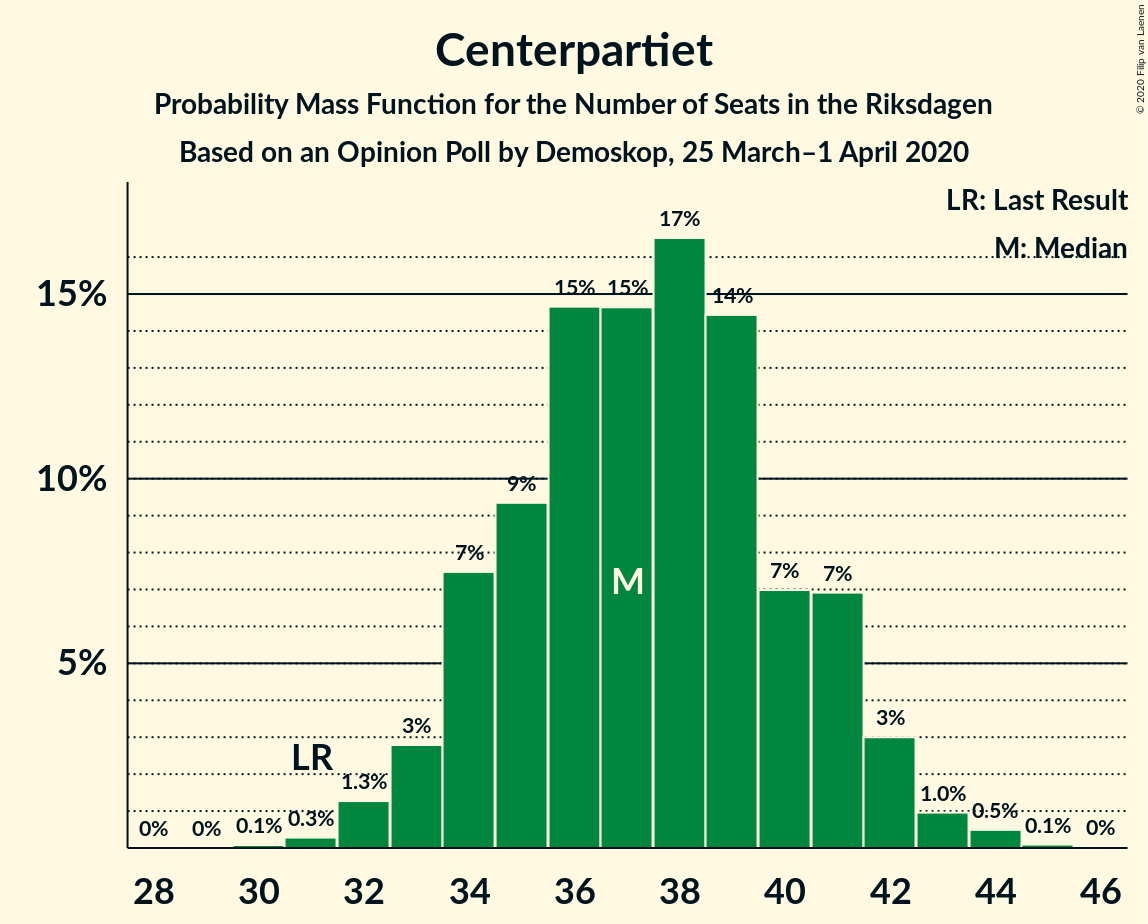 Centerpartiet
Probability Mass Function for the Number of Seats in the Riksdagen
Based on an Opinion Poll by Demoskop, 25 March–1 April 2020
© 2020 Filip van Laenen
LR: Last Result
M: Median
15%
10%
5%
0%
0%
0.1%
0.3%
1.3%
3%
7%
9%
15%
15%
17%
14%
7%
7%
3%
1.0%
0.5%
0.1%
0%
LR
M
28 30 32 34 36 38 40 42 44 46